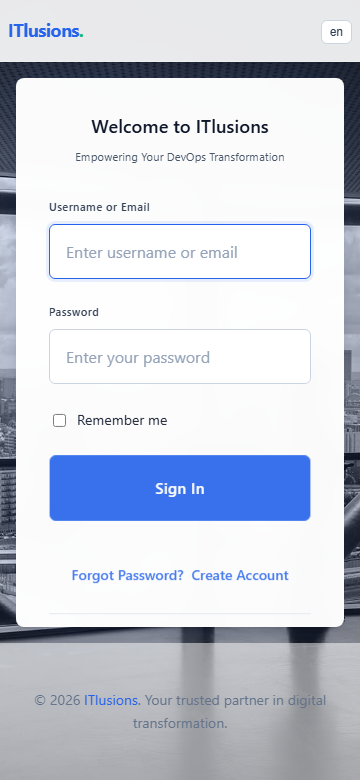 ITlusions.
en
Welcome to ITlusions
Empowering Your DevOps Transformation
Username or Email
Enter username or email
Password
Enter your password
Remember me
Sign In
Forgot Password? Create Account
© 2026 ITlusions. Your trusted partner in digital
transformation.